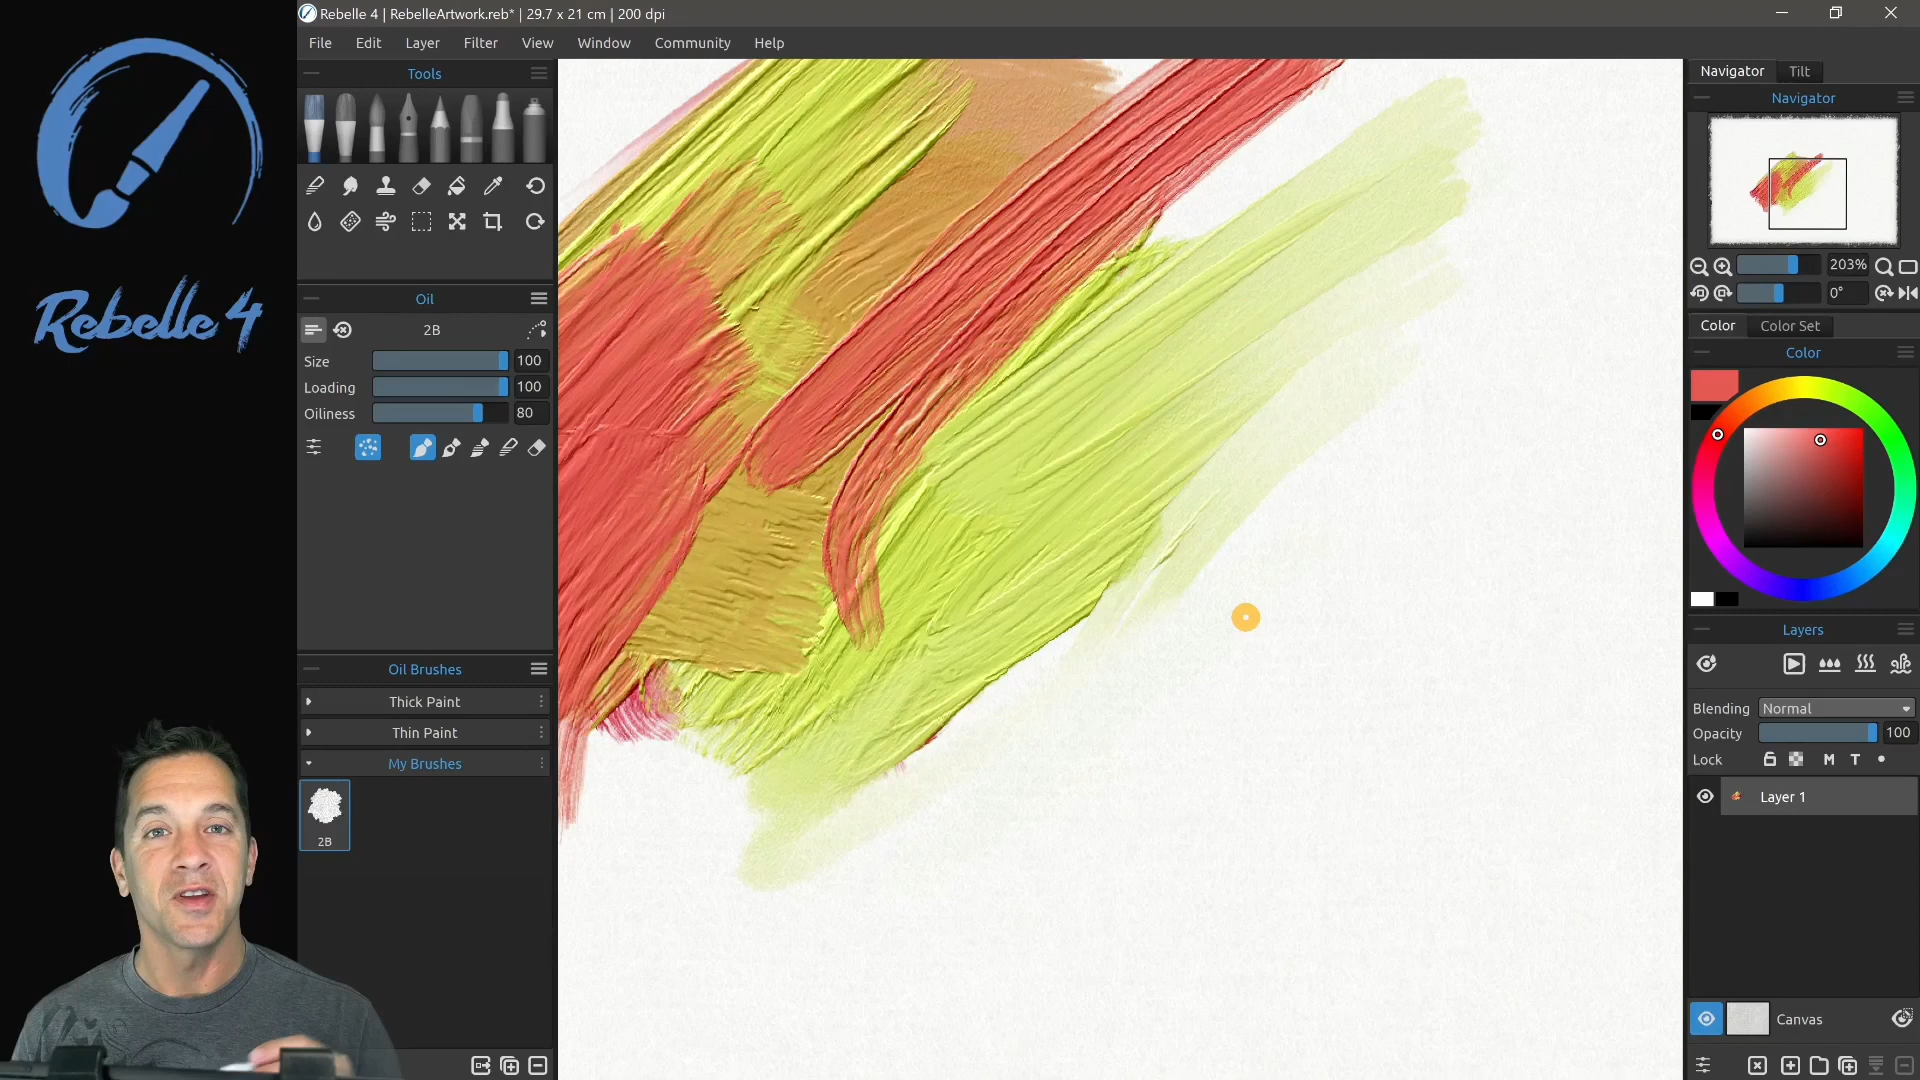 Rebelle 4 | RebelleArtwork.reb* | 29.7 x 21 cm | 200 dpi
File Edit Layer Filter View Window Community Help
Rebelle 4
Tools
Oil
2B
Size 100
Loading 100
Oiliness 80
Oil Brushes
Thick Paint
Thin Paint
My Brushes
2B
Navigator Tilt
Navigator
203%
0°
Color Color Set
Color
Layers
Blending Normal
Opacity 100
Lock M T
Layer 1
Canvas